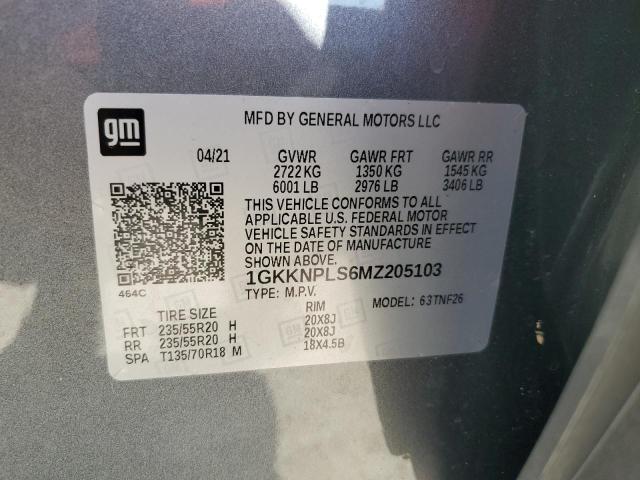 gm
MFD BY GENERAL MOTORS LLC
04/21 GVWR GAWR FRT GAWR RR
2722 KG 1350 KG 1545 KG
6001 LB 2976 LB 3406 LB
THIS VEHICLE CONFORMS TO ALL
APPLICABLE U.S. FEDERAL MOTOR
VEHICLE SAFETY STANDARDS IN EFFECT
ON THE DATE OF MANUFACTURE
SHOWN ABOVE.
1GKKNPLS6MZ205103
464C
TYPE: M.P.V. MODEL: 63TNF26
TIRE SIZE RIM
FRT 235/55R20 H 20X8J
RR 235/55R20 H 20X8J
SPA T135/70R18 M 18X4.5B